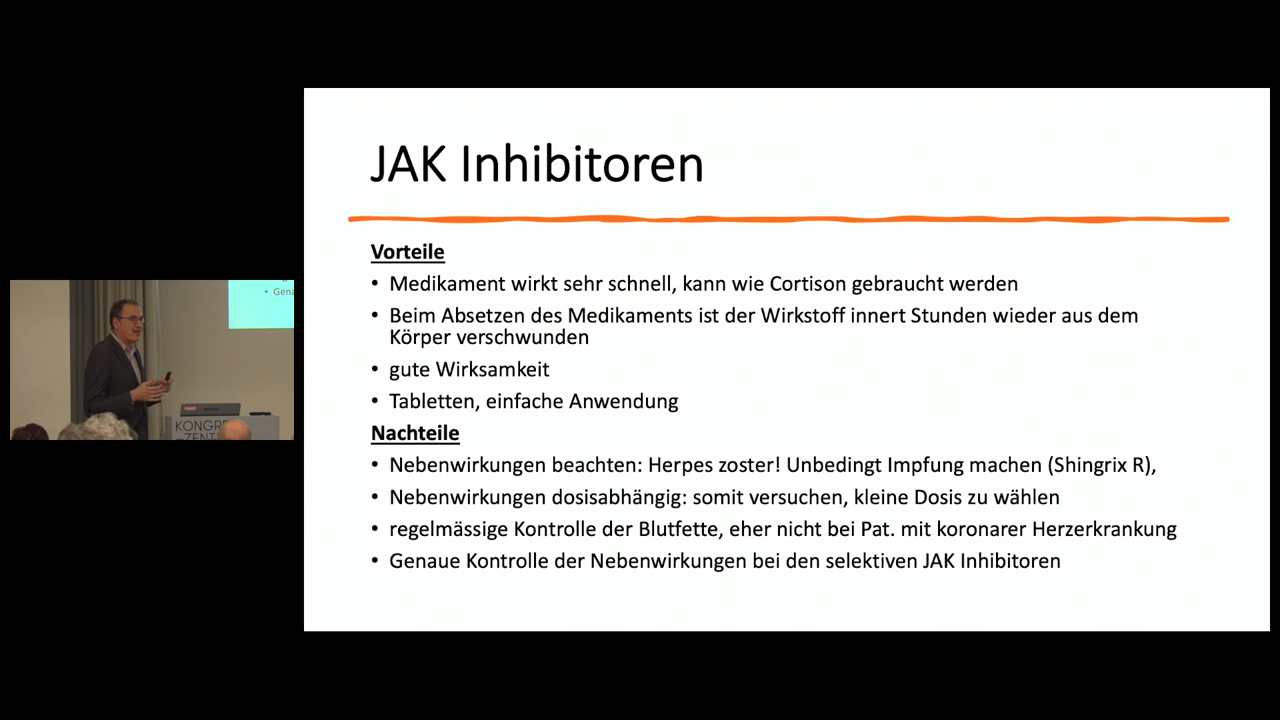 JAK Inhibitoren
Vorteile
• Medikament wirkt sehr schnell, kann wie Cortison gebraucht werden
• Beim Absetzen des Medikaments ist der Wirkstoff innert Stunden wieder aus dem
Körper verschwunden
• gute Wirksamkeit
• Tabletten, einfache Anwendung
Nachteile
• Nebenwirkungen beachten: Herpes zoster! Unbedingt Impfung machen (Shingrix R),
• Nebenwirkungen dosisabhängig: somit versuchen, kleine Dosis zu wählen
• regelmässige Kontrolle der Blutfette, eher nicht bei Pat. mit koronarer Herzerkrankung
• Genaue Kontrolle der Nebenwirkungen bei den selektiven JAK Inhibitoren
• Gena
KONGR
ZENT